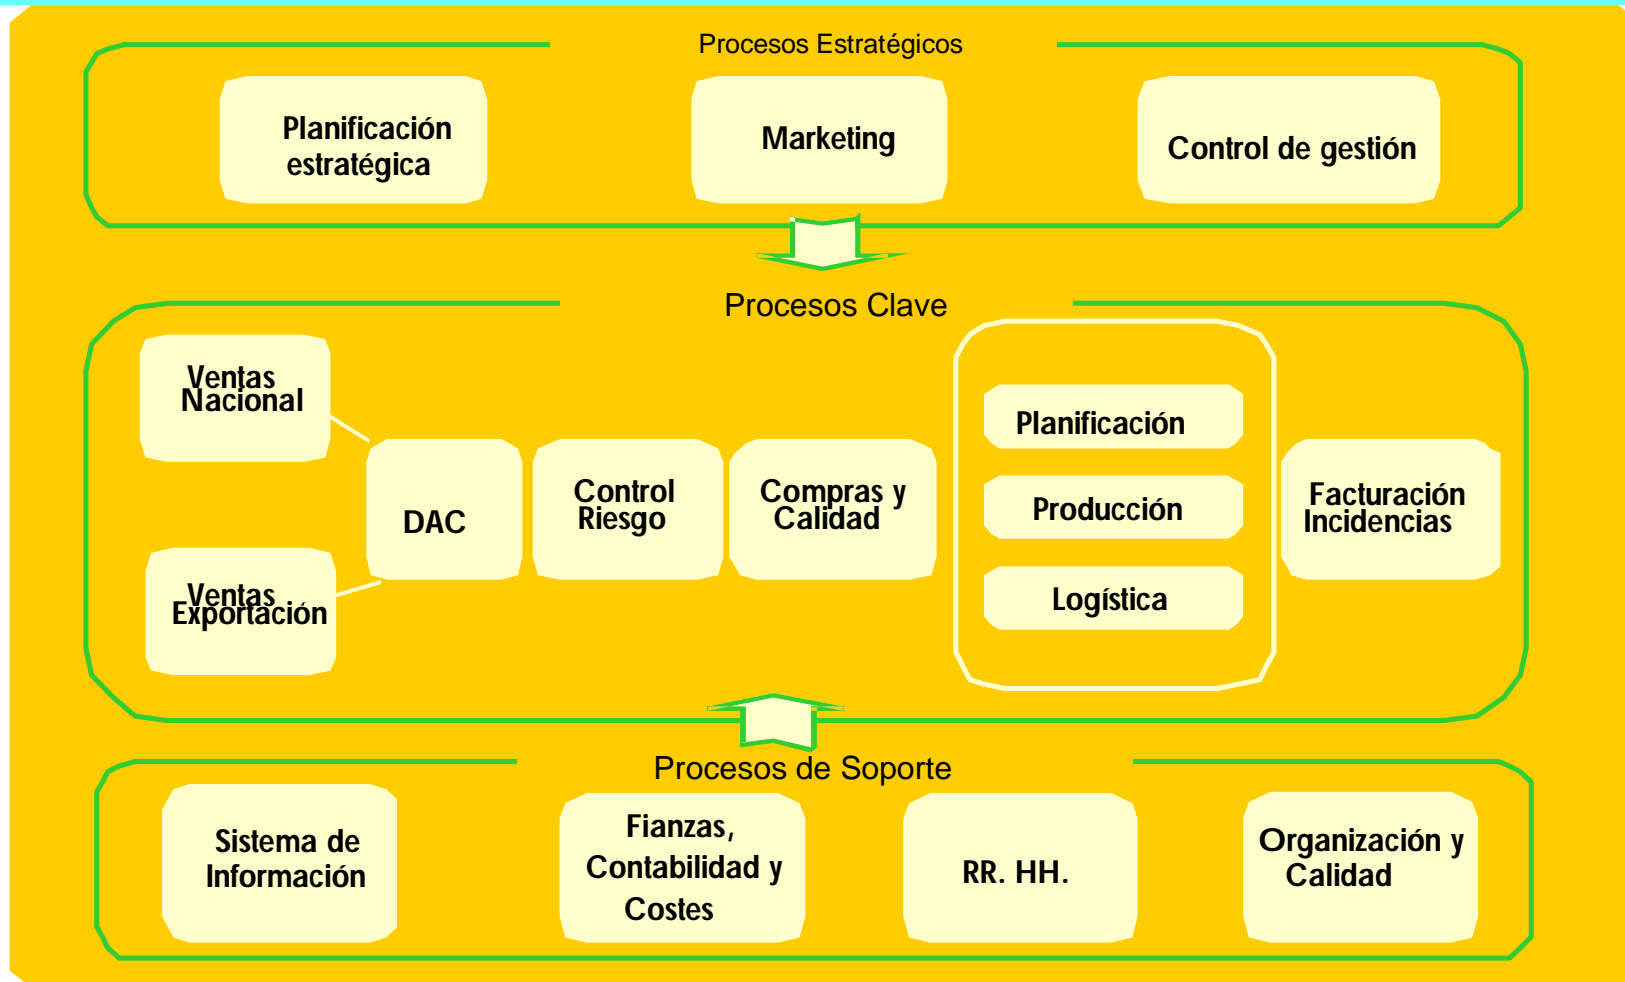 Procesos Estratégicos
Planificación
estratégica
Marketing
Control de gestión
Procesos Clave
Ventas
Nacional
Ventas
Exportación
DAC
Control
Riesgo
Compras y
Calidad
Planificación
Producción
Logística
Facturación
Incidencias
Procesos de Soporte
Sistema de
Información
Fianzas,
Contabilidad y
Costes
RR. HH.
Organización y
Calidad